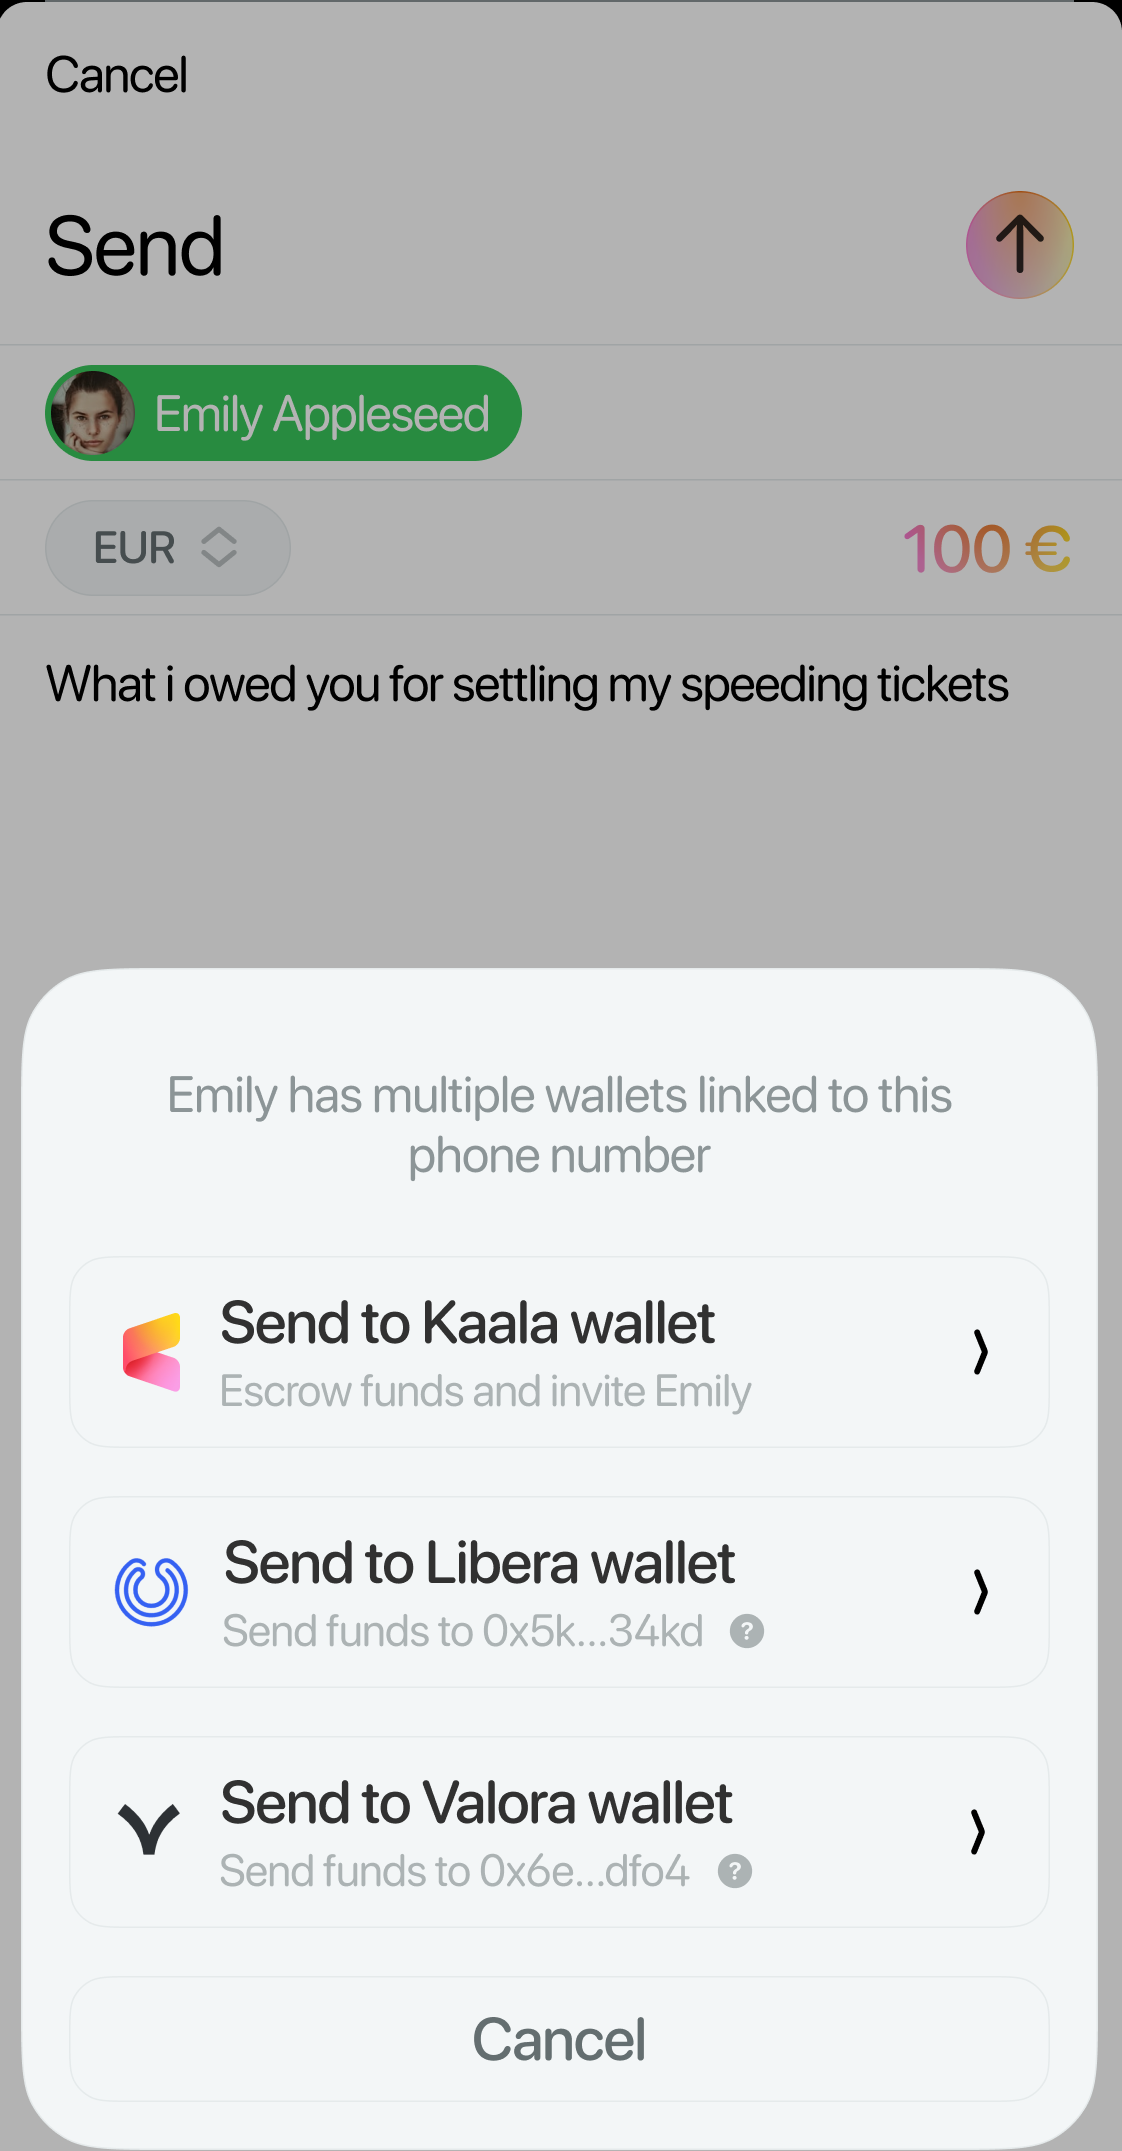 Cancel
Send
Emily Appleseed
EUR
100 €
What i owed you for settling my speeding tickets
Emily has multiple wallets linked to this
phone number
Send to Kaala wallet
Escrow funds and invite Emily
Send to Libera wallet
Send funds to 0x5k...34kd ?
Send to Valora wallet
Send funds to 0x6e...dfo4 ?
Cancel